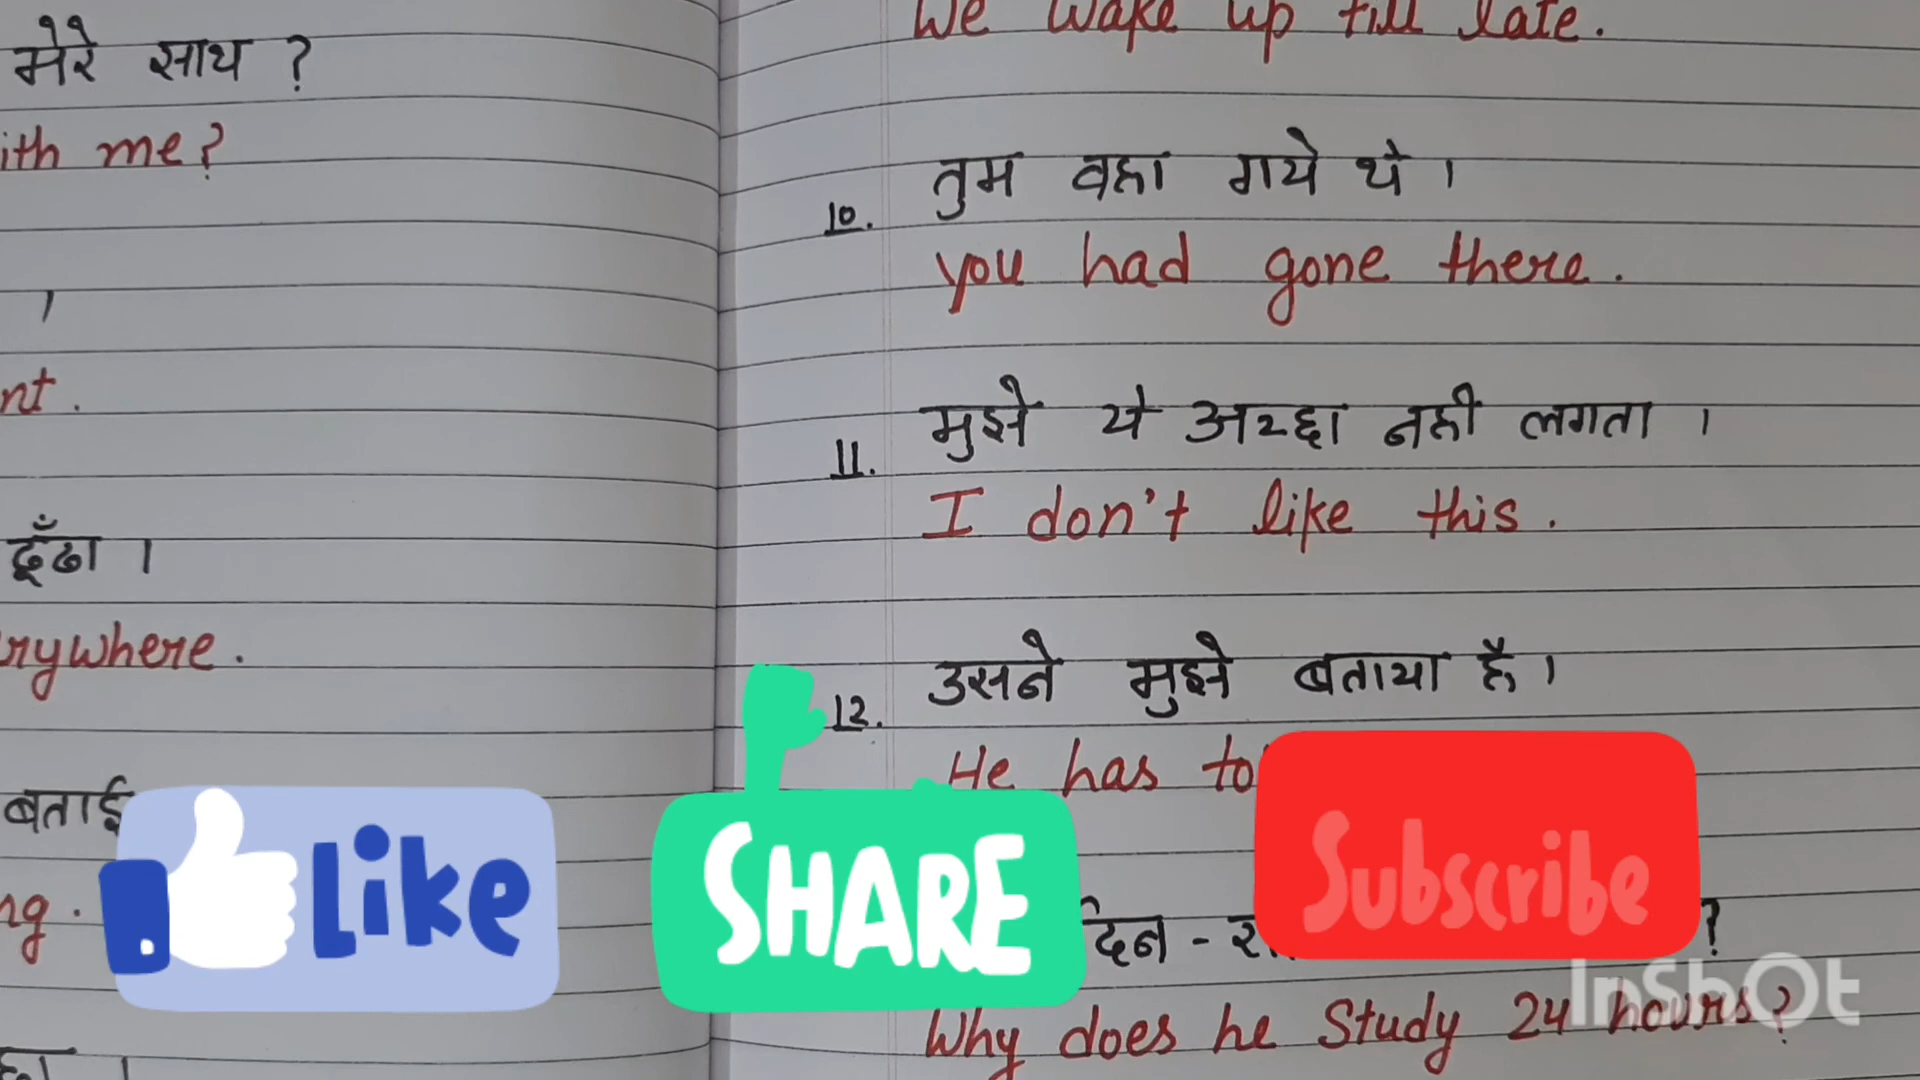 मेरे साथ ?
ith me?
।
nt.
ढूँढा ।
rywhere.
बताई
ng.
We wake up till late.
10. तुम वहा गये थे ।
you had gone there.
11. मुझे ये अच्छा नही लगता ।
I don't like this.
12. उसने मुझे बताया है ।
He has to
दिन - ?
Why does he study 24 hours?
Like
SHARE
Subscribe
InShOt